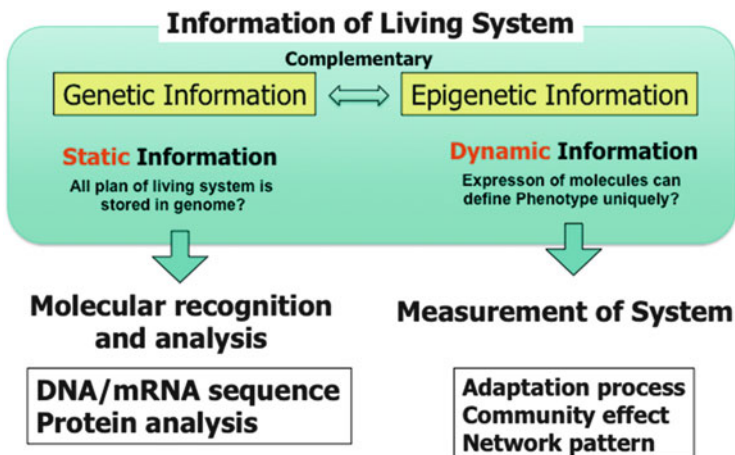 Information of Living System
Complementary
Genetic Information
Epigenetic Information
Static Information
All plan of living system is
stored in genome?
Dynamic Information
Expresson of molecules can
define Phenotype uniquely?
Molecular recognition
and analysis
DNA/mRNA sequence
Protein analysis
Measurement of System
Adaptation process
Community effect
Network pattern